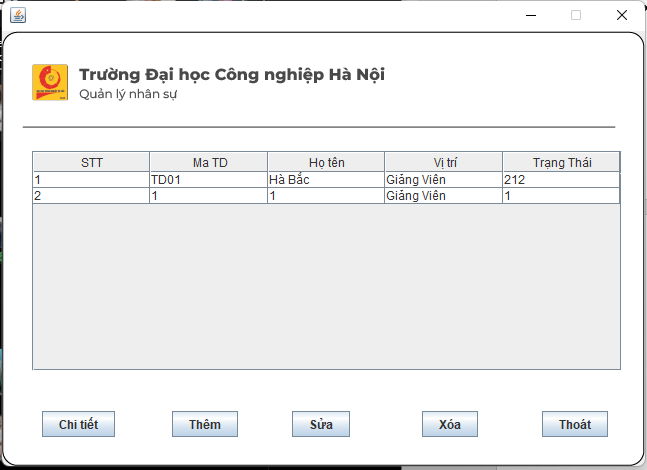 Trường Đại học Công nghiệp Hà Nội
Quản lý nhân sự
STT Ma TD Họ tên Vị trí Trạng Thái
1 TD01 Hà Bắc Giảng Viên 212
2 1 1 Giảng Viên 1
Chi tiết Thêm Sửa Xóa Thoát